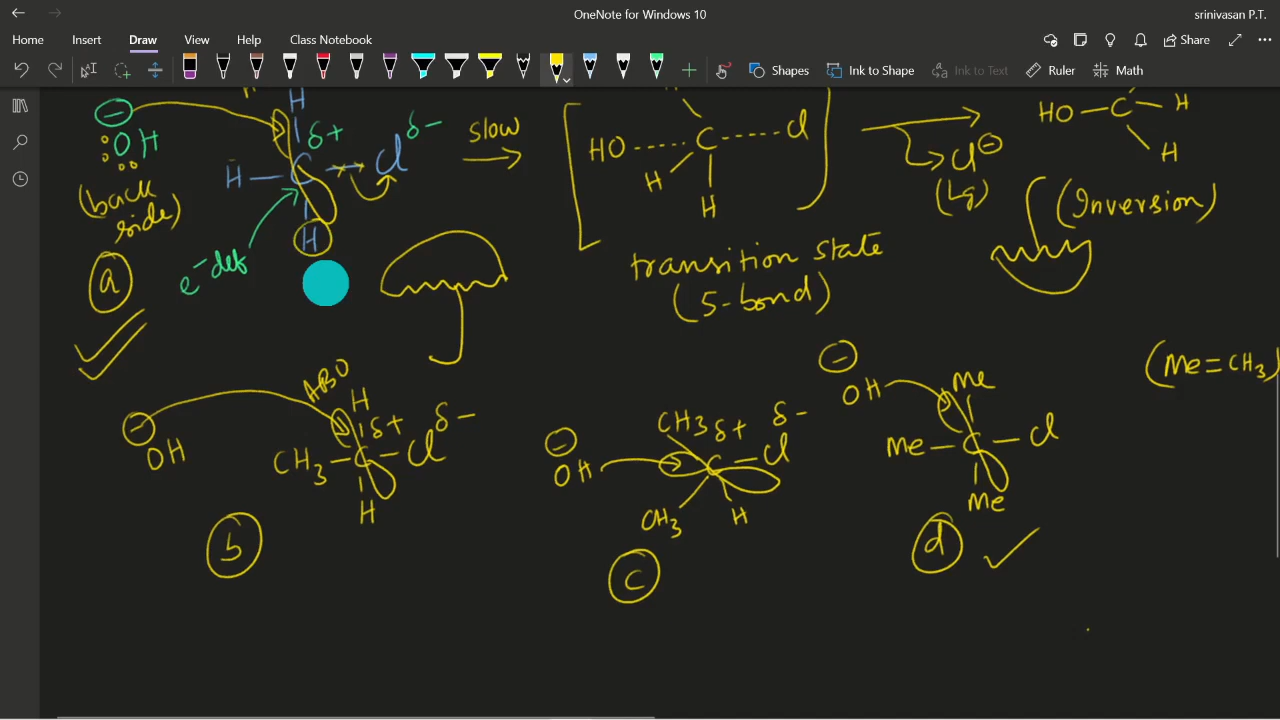 OneNote for Windows 10
srinivasan P.T.
Home Insert Draw View Help Class Notebook
Share
Shapes Ink to Shape Ink to Text Ruler Math
⊖
:OH
(back
side)
a
H
H — C → Cl
δ+ δ−
H
e⁻ def
slow
HO ----- C ---- Cl
H
H
transition state
(5-bond)
Cl⊖
(Lg)
HO — C — H
H
(Inversion)
⊖
OH
ABO
H
δ+ δ−
CH3 — C — Cl
H
b
⊖
OH
CH3 δ+ δ−
C — Cl
CH3 H
c
⊖
OH
Me
Me — C — Cl
Me
d
(Me = CH3)